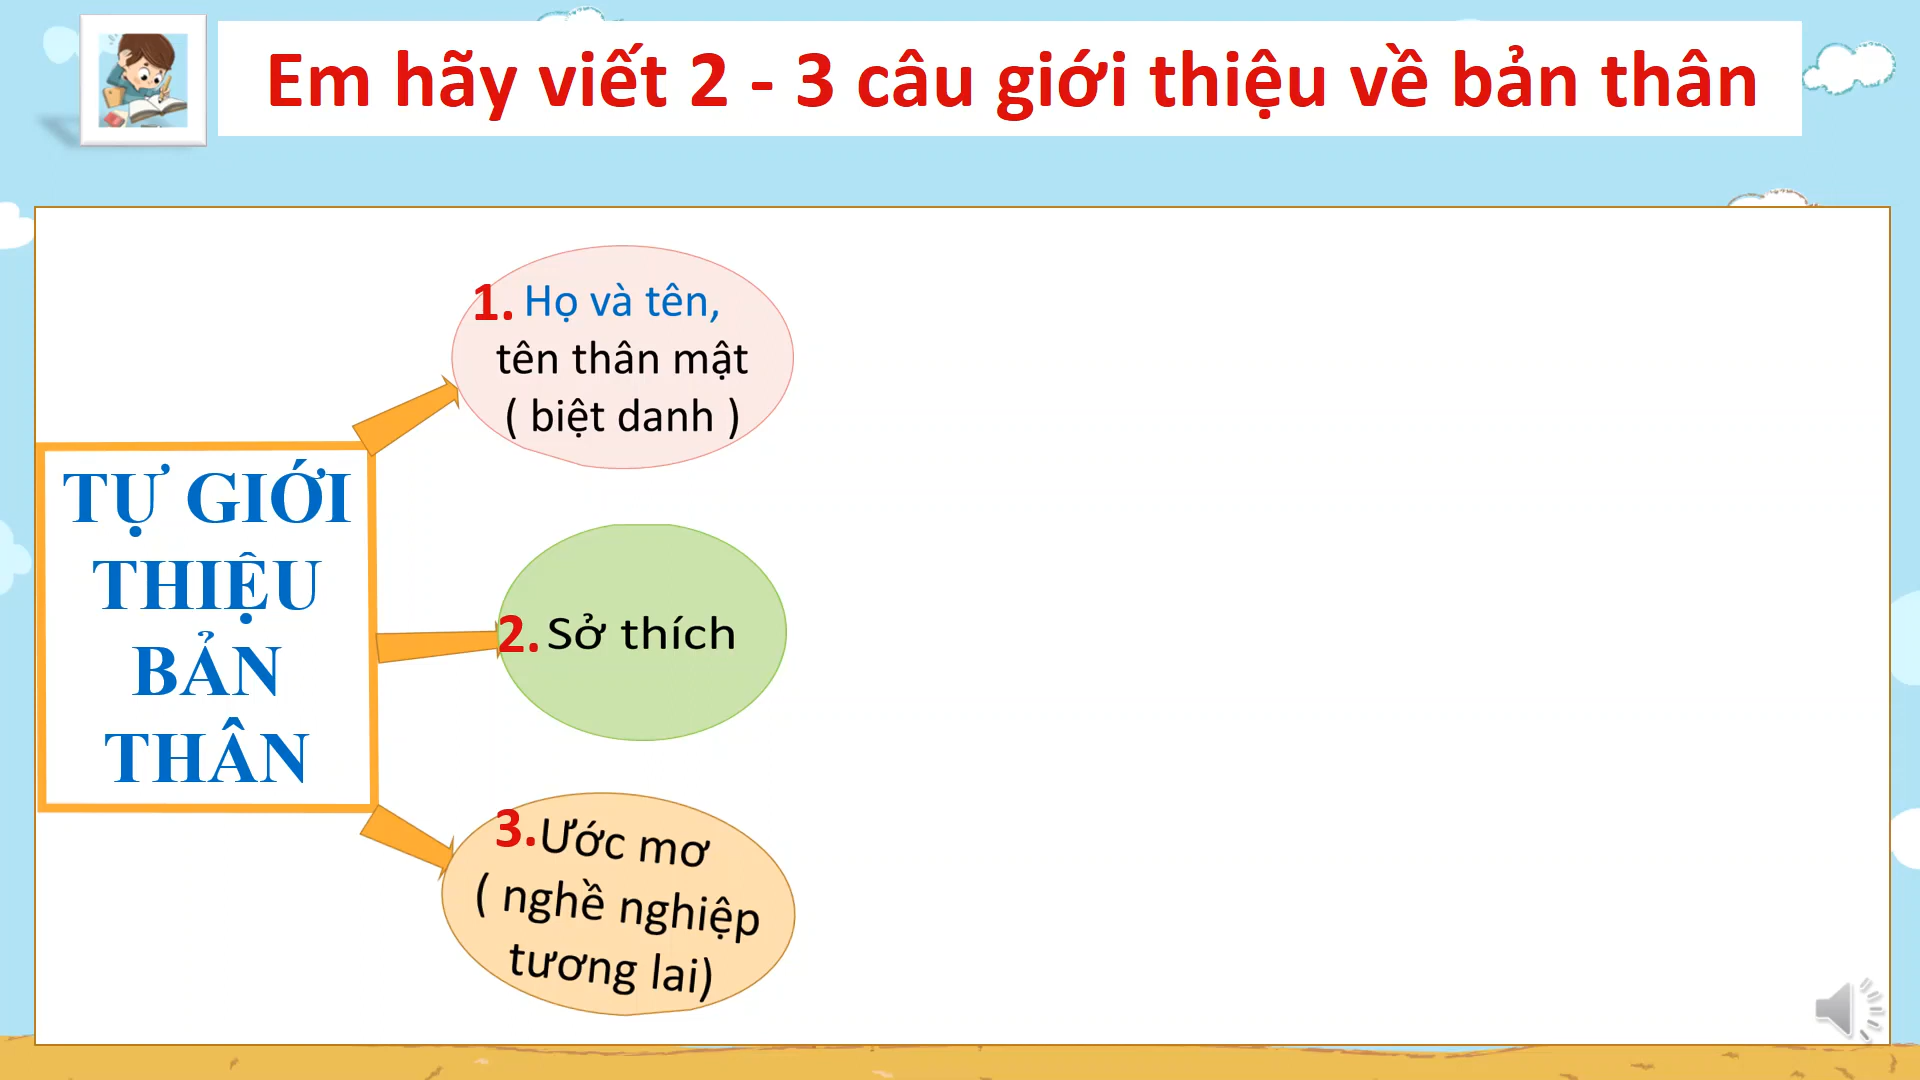 Em hãy viết 2 - 3 câu giới thiệu về bản thân
TỰ GIỚI
THIỆU
BẢN
THÂN
1. Họ và tên,
tên thân mật
( biệt danh )
2. Sở thích
3. Ước mơ
( nghề nghiệp
tương lai)